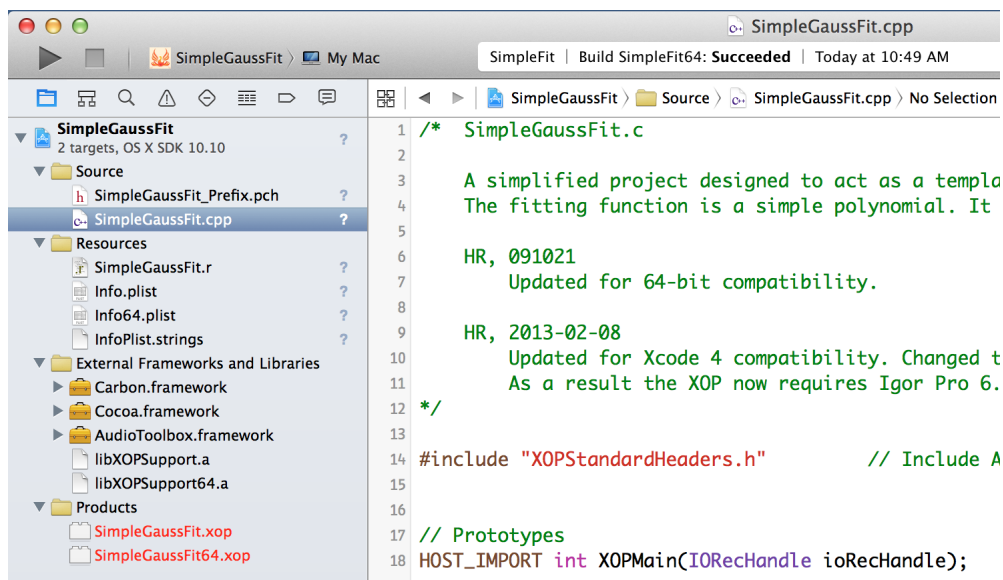 SimpleGaussFit.cpp
SimpleGaussFit My Mac
SimpleFit | Build SimpleFit64: Succeeded | Today at 10:49 AM
SimpleGaussFit Source SimpleGaussFit.cpp No Selection
SimpleGaussFit
2 targets, OS X SDK 10.10 ?
Source
SimpleGaussFit_Prefix.pch ?
SimpleGaussFit.cpp ?
Resources
SimpleGaussFit.r ?
Info.plist ?
Info64.plist ?
InfoPlist.strings ?
External Frameworks and Libraries
Carbon.framework
Cocoa.framework
AudioToolbox.framework
libXOPSupport.a
libXOPSupport64.a
Products
SimpleGaussFit.xop
SimpleGaussFit64.xop
1 /* SimpleGaussFit.c
2
3 A simplified project designed to act as a templa
4 The fitting function is a simple polynomial. It
5
6 HR, 091021
7 Updated for 64-bit compatibility.
8
9 HR, 2013-02-08
10 Updated for Xcode 4 compatibility. Changed t
11 As a result the XOP now requires Igor Pro 6.
12 */
13
14 #include "XOPStandardHeaders.h" // Include A
15
16
17 // Prototypes
18 HOST_IMPORT int XOPMain(IORecHandle ioRecHandle);